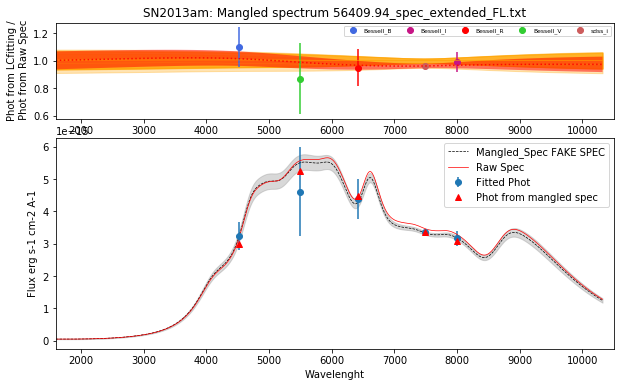 SN2013am: Mangled spectrum 56409.94_spec_extended_FL.txt
Phot from LCfitting /
Phot from Raw Spec
1.2
1.0
0.8
0.6
Bessell_B
Bessell_I
Bessell_R
Bessell_V
sdss_i
2000 3000 4000 5000 6000 7000 8000 9000 10000
Flux erg s-1 cm-2 A-1
6
5
4
3
2
1
0
Mangled_Spec FAKE SPEC
Raw Spec
Fitted Phot
Phot from mangled spec
2000 3000 4000 5000 6000 7000 8000 9000 10000
Wavelenght